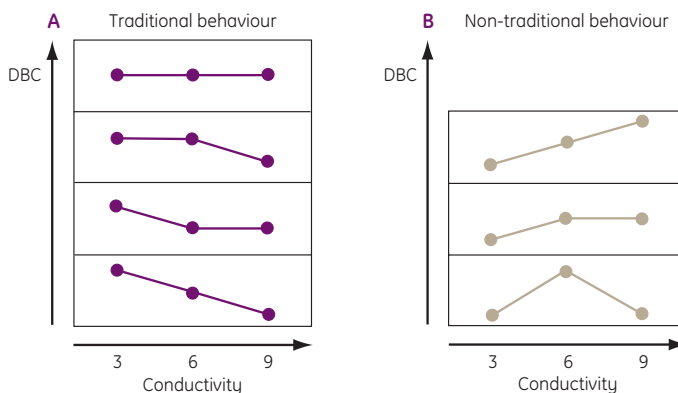 A Traditional behaviour
DBC
3 6 9
Conductivity
B Non-traditional behaviour
DBC
3 6 9
Conductivity